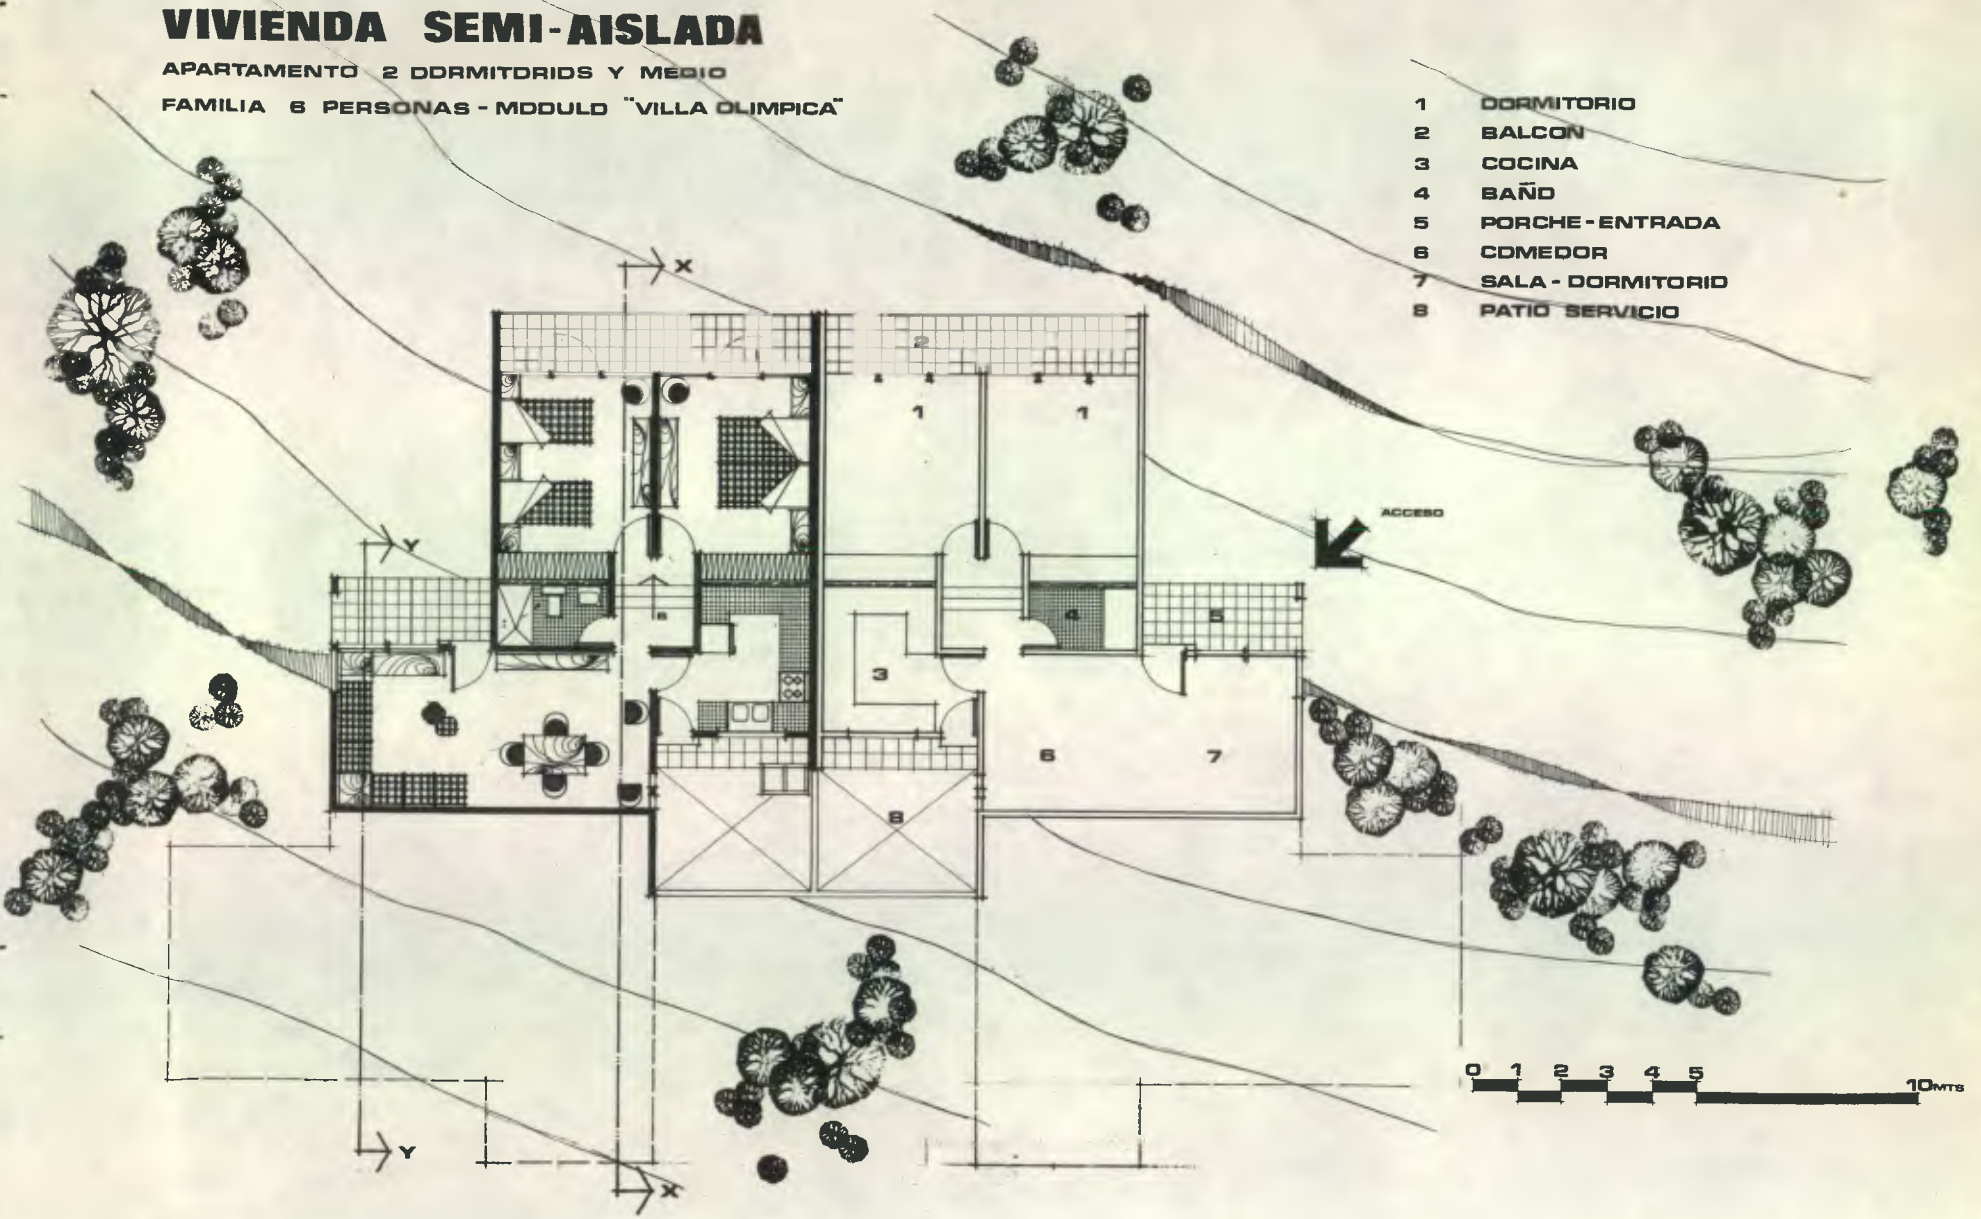 VIVIENDA SEMI-AISLADA
APARTAMENTO 2 DORMITORIOS Y MEDIO
FAMILIA 6 PERSONAS - MODULO "VILLA OLIMPICA"
1 DORMITORIO
2 BALCON
3 COCINA
4 BAÑO
5 PORCHE-ENTRADA
6 COMEDOR
7 SALA - DORMITORIO
8 PATIO SERVICIO
X
2
1 1
ACCESO
Y
4 5
3
6 7
8
0 1 2 3 4 5 10 MTS
Y
X